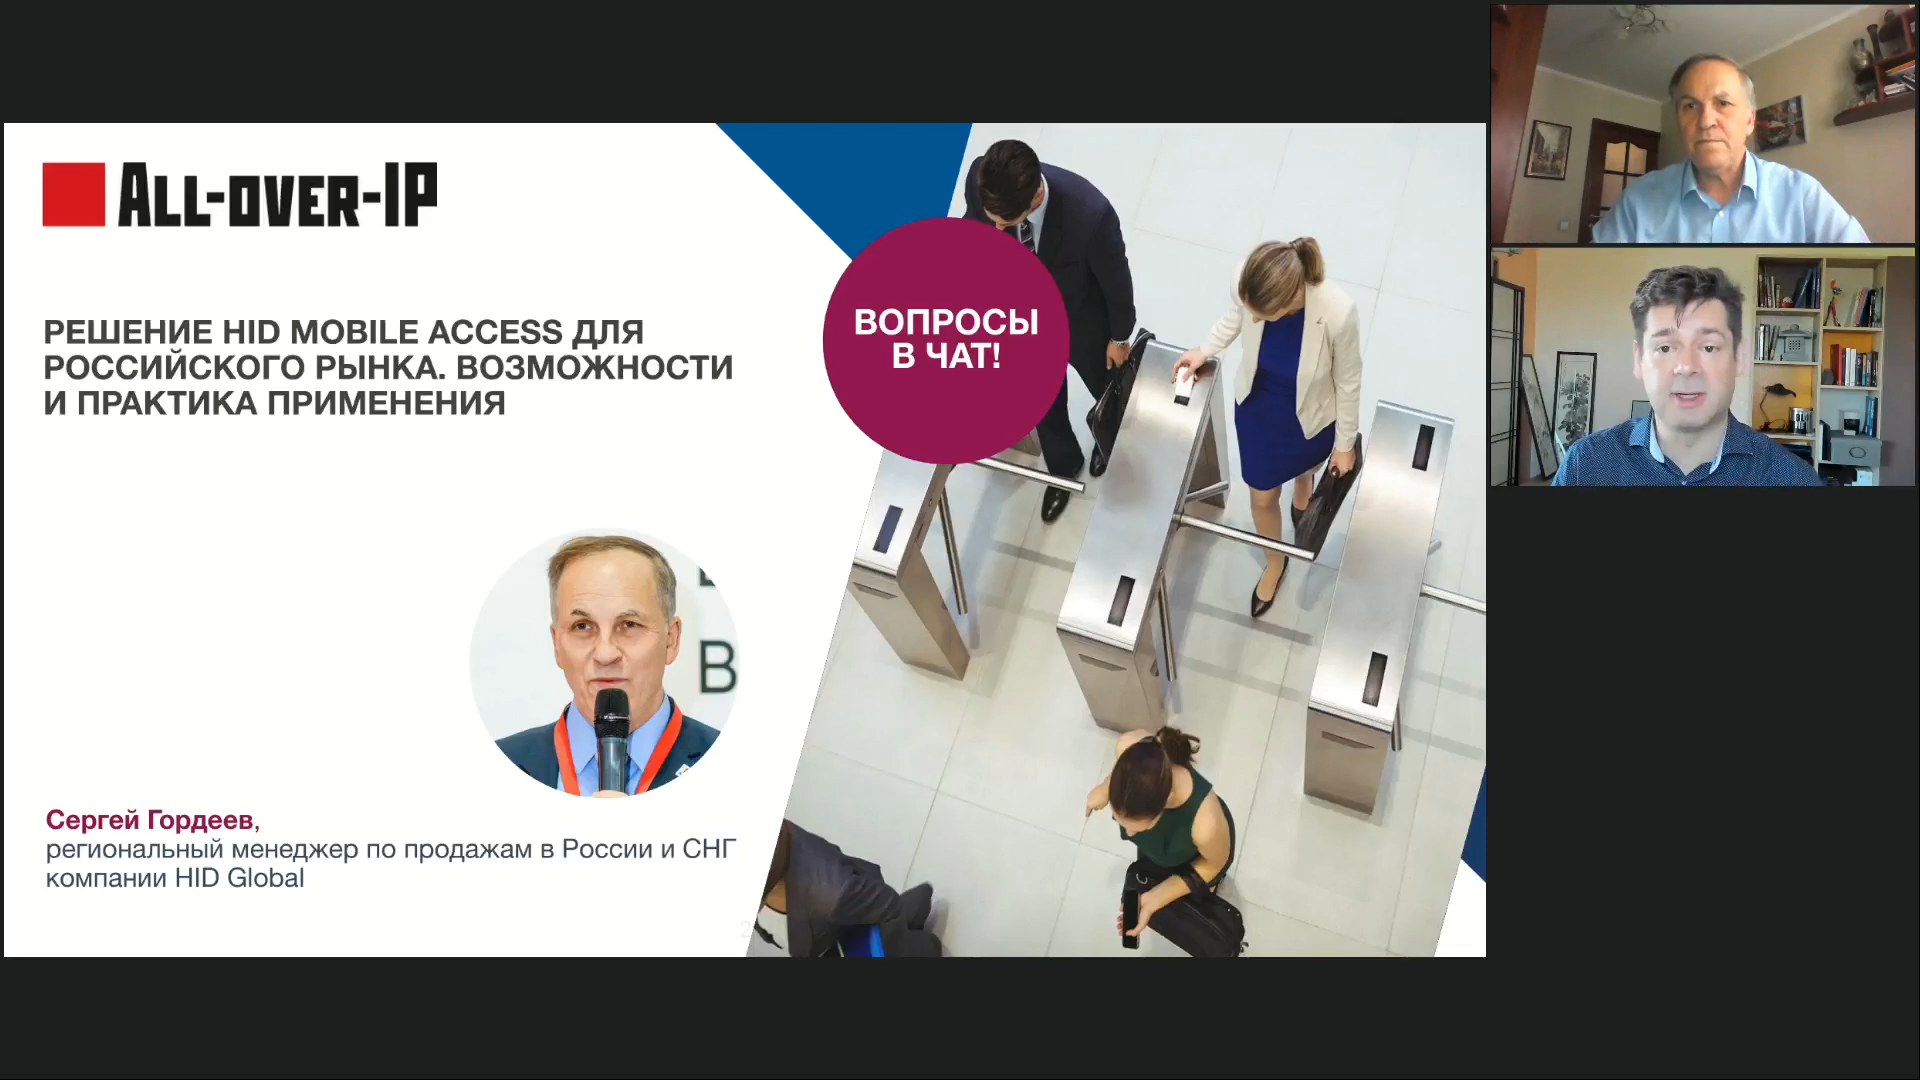 ALL-OVER-IP
РЕШЕНИЕ HID MOBILE ACCESS ДЛЯ
РОССИЙСКОГО РЫНКА. ВОЗМОЖНОСТИ
И ПРАКТИКА ПРИМЕНЕНИЯ
ВОПРОСЫ
В ЧАТ!
В
Сергей Гордеев,
региональный менеджер по продажам в России и СНГ
компании HID Global
2